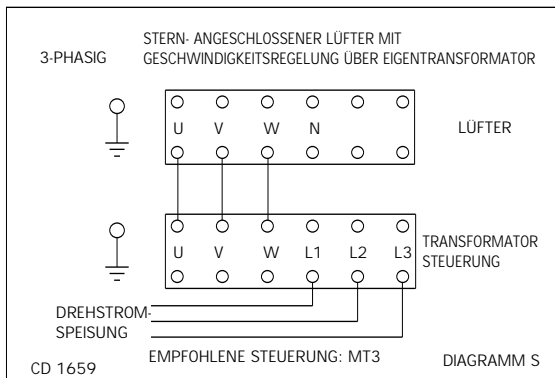 3-PHASIG
STERN- ANGESCHLOSSENER LÜFTER MIT
GESCHWINDIGKEITSREGELUNG ÜBER EIGENTRANSFORMATOR
U V W N
LÜFTER
U V W L1 L2 L3
TRANSFORMATOR
STEUERUNG
DREHSTROM-
SPEISUNG
EMPFOHLENE STEUERUNG: MT3
CD 1659
DIAGRAMM S